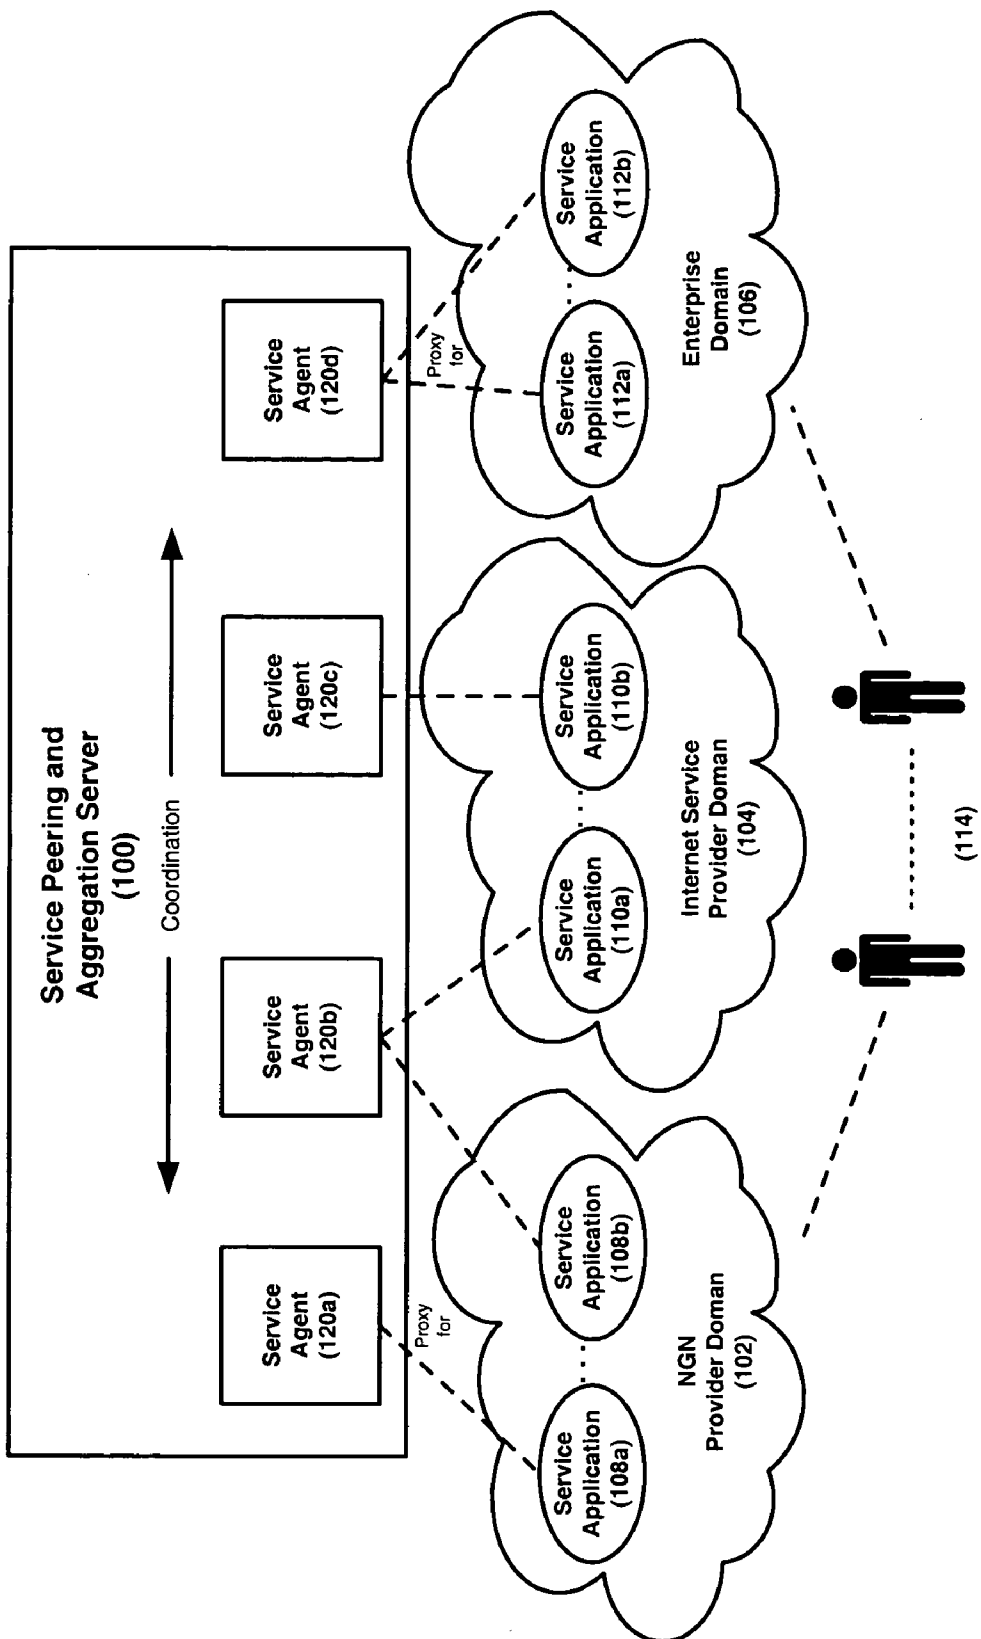 Service Peering and
Aggregation Server
(100)
Coordination
Service
Agent
(120a)
Service
Agent
(120b)
Service
Agent
(120c)
Service
Agent
(120d)
Proxy
for
Proxy
for
Service
Application
(108a)
Service
Application
(108b)
Service
Application
(110a)
Service
Application
(110b)
Service
Application
(112a)
Service
Application
(112b)
NGN
Provider Doman
(102)
Internet Service
Provider Doman
(104)
Enterprise
Domain
(106)
(114)